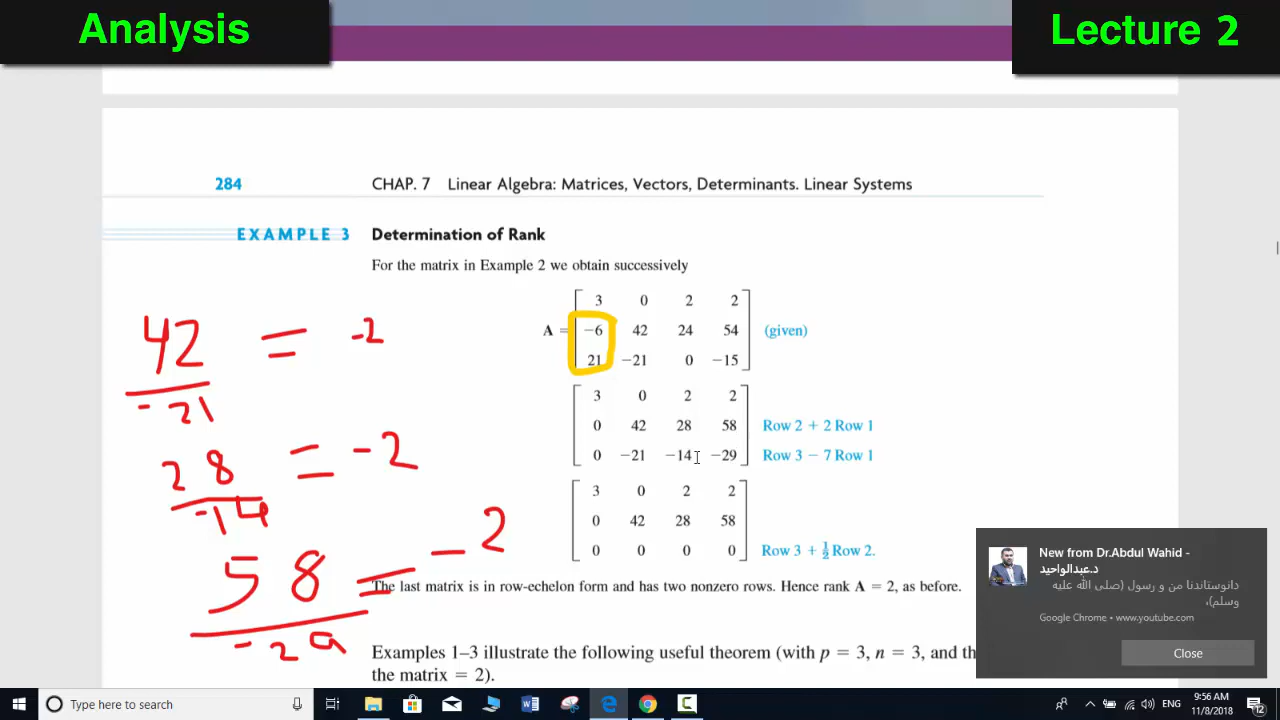 Analysis
Lecture 2
284 CHAP. 7 Linear Algebra: Matrices, Vectors, Determinants. Linear Systems
EXAMPLE 3 Determination of Rank
For the matrix in Example 2 we obtain successively
3 0 2 2
A = −6 42 24 54 (given)
21 −21 0 −15
3 0 2 2
0 42 28 58 Row 2 + 2 Row 1
0 −21 −14 −29 Row 3 − 7 Row 1
3 0 2 2
0 42 28 58
0 0 0 0 Row 3 + ½ Row 2.
The last matrix is in row-echelon form and has two nonzero rows. Hence rank A = 2, as before.
Examples 1–3 illustrate the following useful theorem (with p = 3, n = 3, and th
the matrix = 2).
42 = -2
-21
28 = -2
-14
58 = -2
-29
New from Dr.Abdul Wahid -
د.عبدالواحيد
دانوستاندنا من و رسول (صلى الله عليه
وسلم)،
Google Chrome • www.youtube.com
Close
Type here to search
9:56 AM
11/8/2018
12